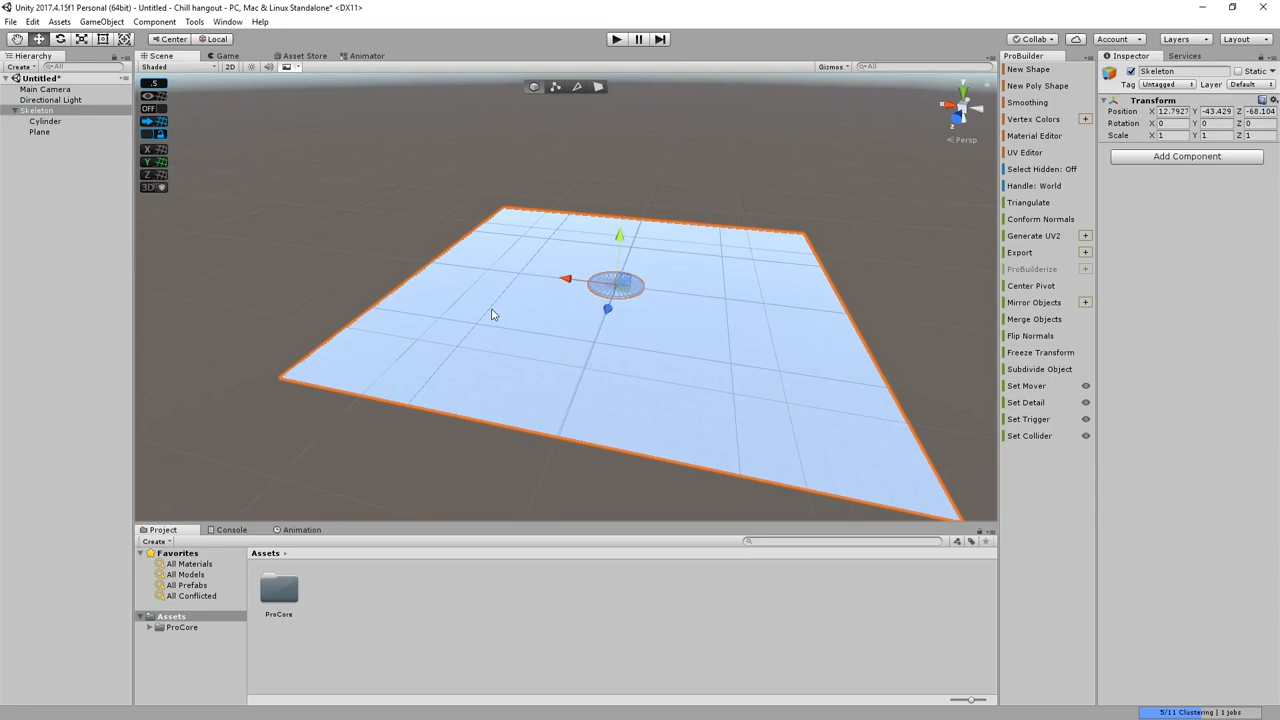 Unity 2017.4.15f1 Personal (64bit) - Untitled - Chill hangout - PC, Mac & Linux Standalone* <DX11>
File Edit Assets GameObject Component Tools Window Help
Center Local Collab Account Layers Layout
Hierarchy
Create All
Untitled*
Main Camera
Directional Light
Skeleton
Cylinder
Plane
Scene Game Asset Store Animator
Shaded 2D Gizmos All
.5
OFF
X
Y
Z
3D
y
x
z
Persp
ProBuilder
New Shape
New Poly Shape
Smoothing
Vertex Colors +
Material Editor
UV Editor
Select Hidden: Off
Handle: World
Triangulate
Conform Normals
Generate UV2 +
Export +
ProBuilderize
Center Pivot
Mirror Objects +
Merge Objects
Flip Normals
Freeze Transform
Subdivide Object
Set Mover
Set Detail
Set Trigger
Set Collider
Inspector Services
Skeleton Static
Tag Untagged Layer Default
Transform
Position X 12.7927 Y -43.429 Z -68.104
Rotation X 0 Y 0 Z 0
Scale X 1 Y 1 Z 1
Add Component
Project Console Animation
Create
Favorites
All Materials
All Models
All Prefabs
All Conflicted
Assets
ProCore
Assets
ProCore
5/11 Clustering | 1 jobs